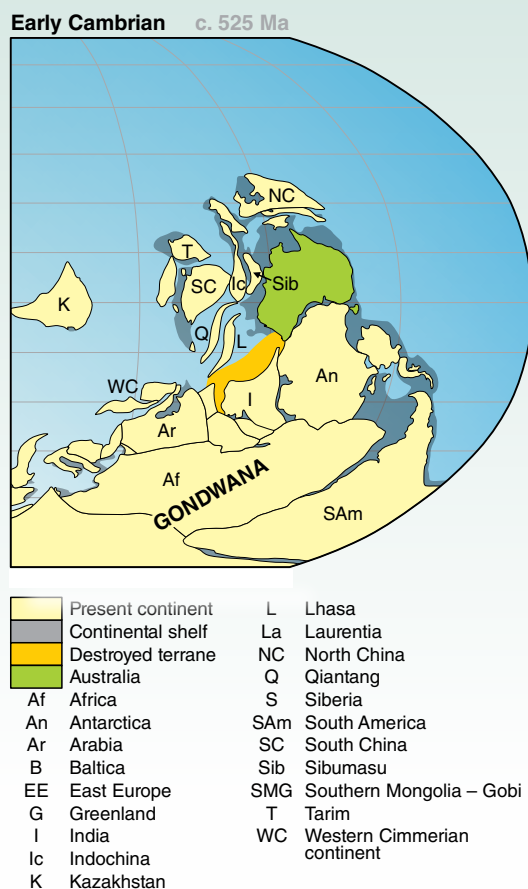 Early Cambrian c. 525 Ma
NC
T
SC
Ic
Sib
K
Q
L
WC
An
I
Ar
Af
GONDWANA
SAm
Present continent
Continental shelf
Destroyed terrane
Australia
Af Africa
An Antarctica
Ar Arabia
B Baltica
EE East Europe
G Greenland
I India
Ic Indochina
K Kazakhstan
L Lhasa
La Laurentia
NC North China
Q Qiantang
S Siberia
SAm South America
SC South China
Sib Sibumasu
SMG Southern Mongolia – Gobi
T Tarim
WC Western Cimmerian
continent